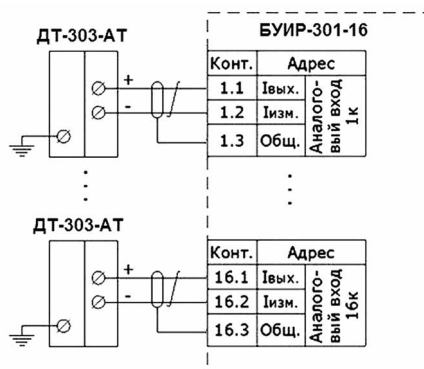 ДТ-303-АТ БУИР-301-16
Конт. Адрес
+ 1.1 Iвых.
- 1.2 Iизм.
1.3 Общ.
Аналого-
вый вход
1к
ДТ-303-АТ
Конт. Адрес
+ 16.1 Iвых.
- 16.2 Iизм.
16.3 Общ.
Аналого-
вый вход
16к